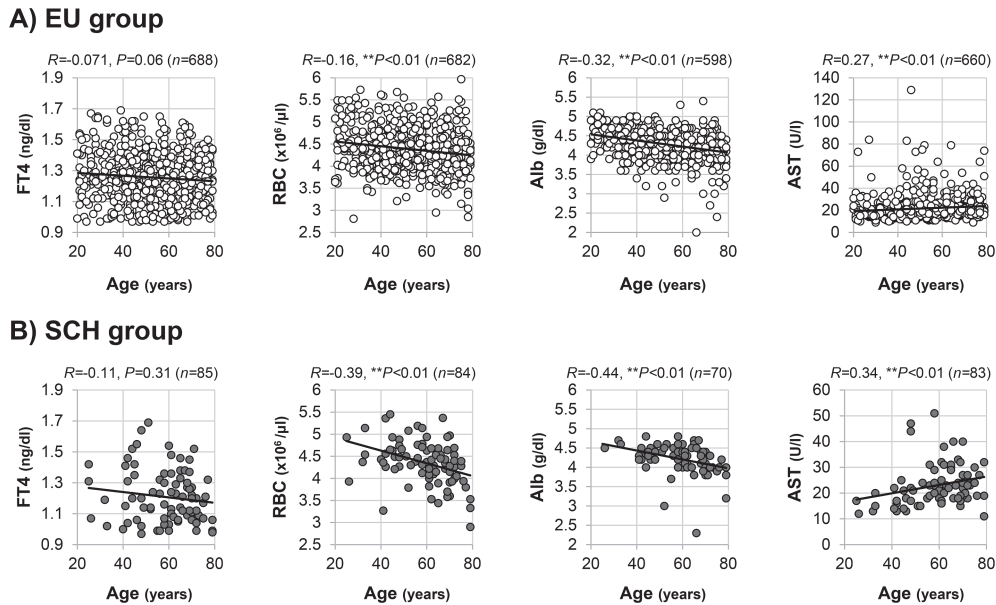 A) EU group
R=-0.071, P=0.06 (n=688)
R=-0.16, **P<0.01 (n=682)
R=-0.32, **P<0.01 (n=598)
R=0.27, **P<0.01 (n=660)
FT4 (ng/dl)
1.9
1.7
1.5
1.3
1.1
0.9
20 40 60 80
Age (years)
RBC (x10⁶/µl)
6
5.5
5
4.5
4
3.5
3
2.5
20 40 60 80
Age (years)
Alb (g/dl)
6
5.5
5
4.5
4
3.5
3
2.5
2
20 40 60 80
Age (years)
AST (U/l)
140
120
100
80
60
40
20
0
20 40 60 80
Age (years)
B) SCH group
R=-0.11, P=0.31 (n=85)
R=-0.39, **P<0.01 (n=84)
R=-0.44, **P<0.01 (n=70)
R=0.34, **P<0.01 (n=83)
FT4 (ng/dl)
1.9
1.7
1.5
1.3
1.1
0.9
20 40 60 80
Age (years)
RBC (x10⁶/µl)
6
5.5
5
4.5
4
3.5
3
2.5
20 40 60 80
Age (years)
Alb (g/dl)
6
5.5
5
4.5
4
3.5
3
2.5
2
20 40 60 80
Age (years)
AST (U/l)
60
50
40
30
20
10
0
20 40 60 80
Age (years)